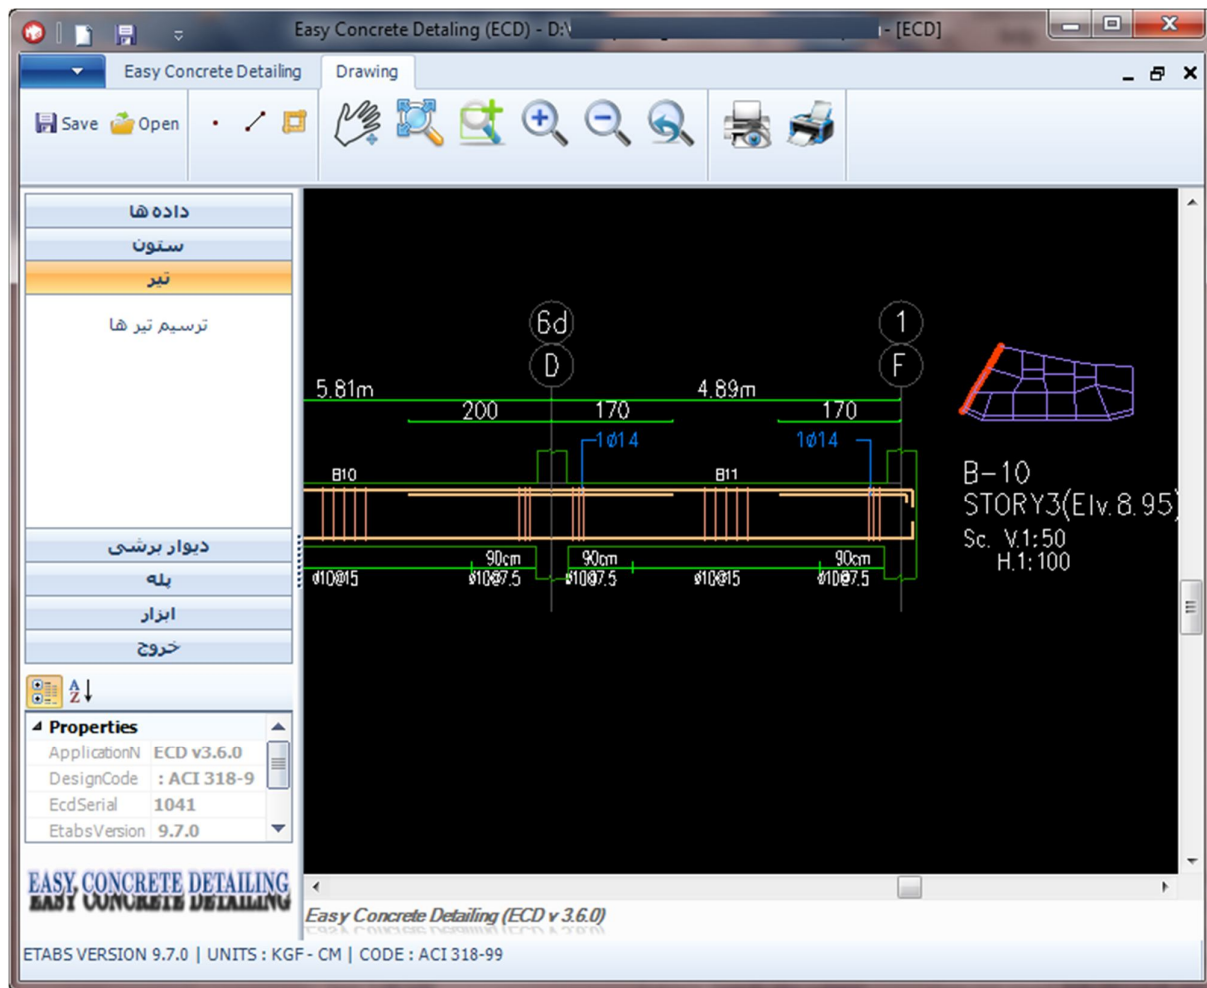 Easy Concrete Detaling (ECD) - D:\ - [ECD]
Easy Concrete Detailing Drawing
Save Open
داده ها
ستون
تیر
ترسیم تیر ها
دیوار برشی
پله
ابزار
خروج
Properties
ApplicationN ECD v3.6.0
DesignCode : ACI 318-9
EcdSerial 1041
EtabsVersion 9.7.0
EASY CONCRETE DETAILING
6d 1
D F
5.81m 4.89m
200 170 170
1ø14 1ø14
B10 B11
90cm 90cm 90cm
ø10@15 ø10@7.5 ø10@7.5 ø10@15 ø10@7.5
B-10
STORY3(Elv.8.95)
Sc. V.1:50
H.1:100
Easy Concrete Detailing (ECD v 3.6.0)
ETABS VERSION 9.7.0 | UNITS : KGF - CM | CODE : ACI 318-99